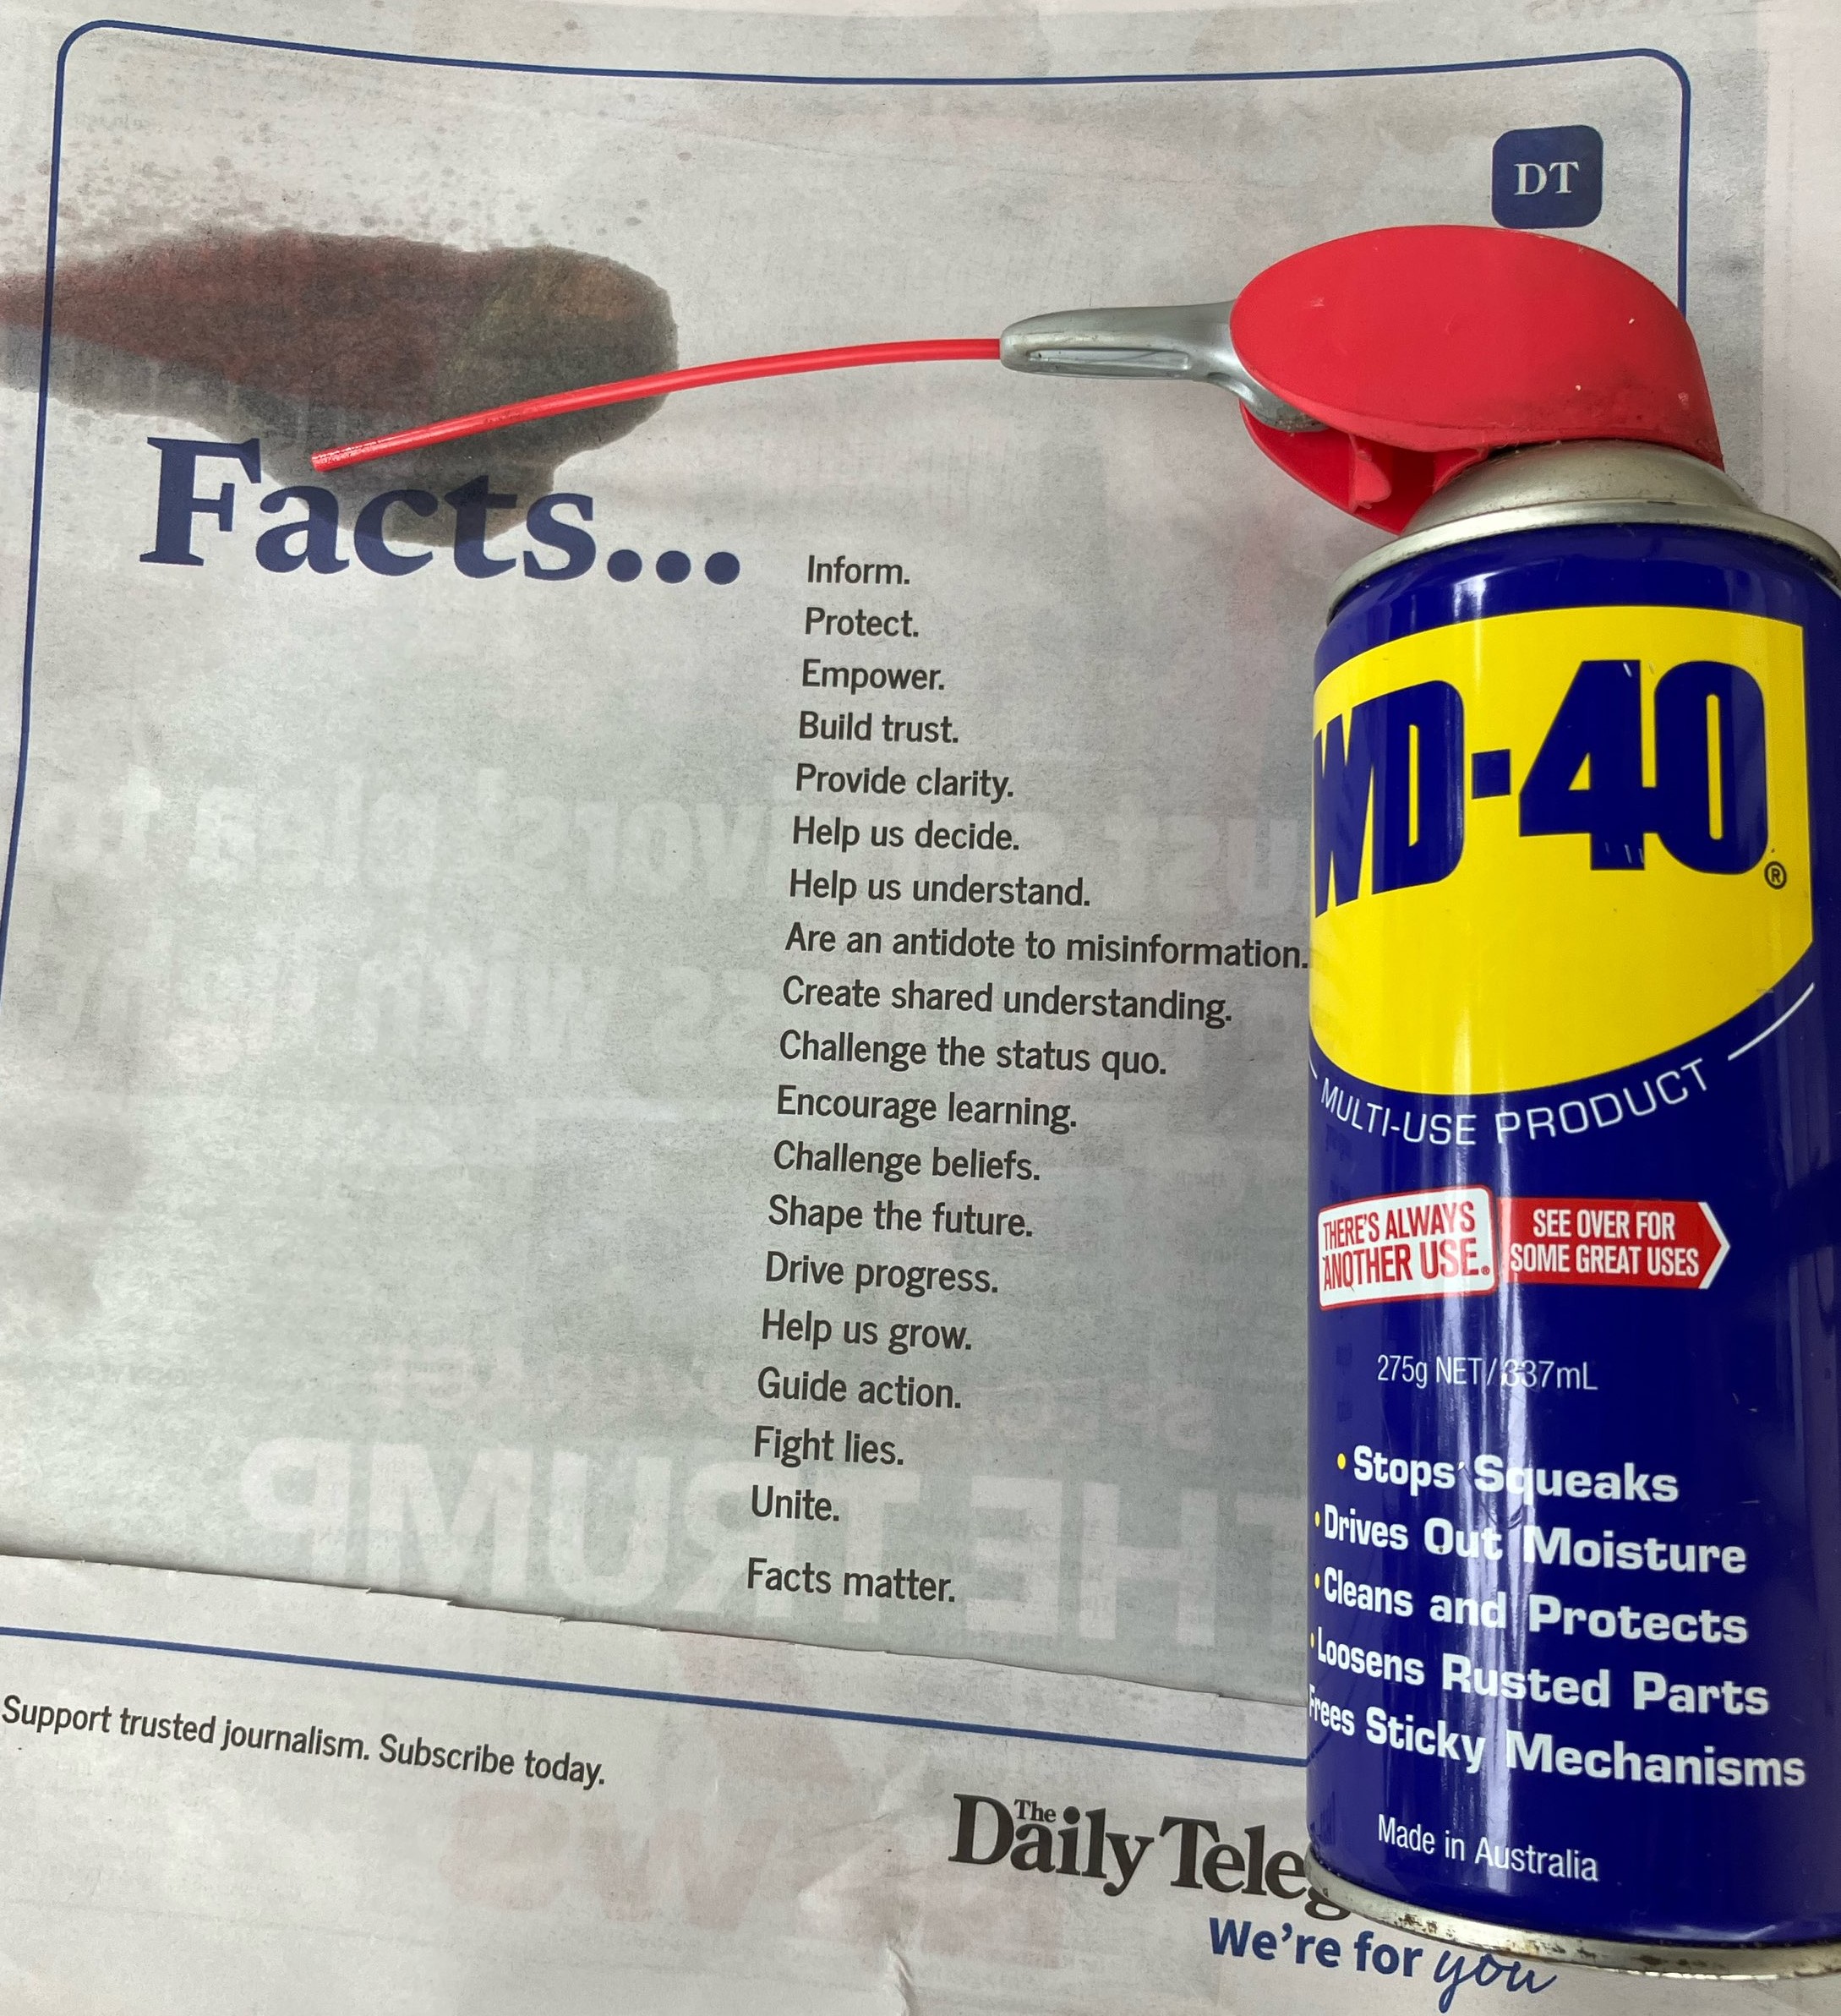 DT
Facts...
Inform.
Protect.
Empower.
Build trust.
Provide clarity.
Help us decide.
Help us understand.
Are an antidote to misinformation.
Create shared understanding.
Challenge the status quo.
Encourage learning.
Challenge beliefs.
Shape the future.
Drive progress.
Help us grow.
Guide action.
Fight lies.
Unite.
Facts matter.
THE TRUMP
Support trusted journalism. Subscribe today.
The
Daily Teleg
We're for you
WD-40®
MULTI-USE PRODUCT
THERE'S ALWAYS
ANOTHER USE.
SEE OVER FOR
SOME GREAT USES
275g NET/337mL
• Stops Squeaks
• Drives Out Moisture
• Cleans and Protects
• Loosens Rusted Parts
Frees Sticky Mechanisms
Made in Australia